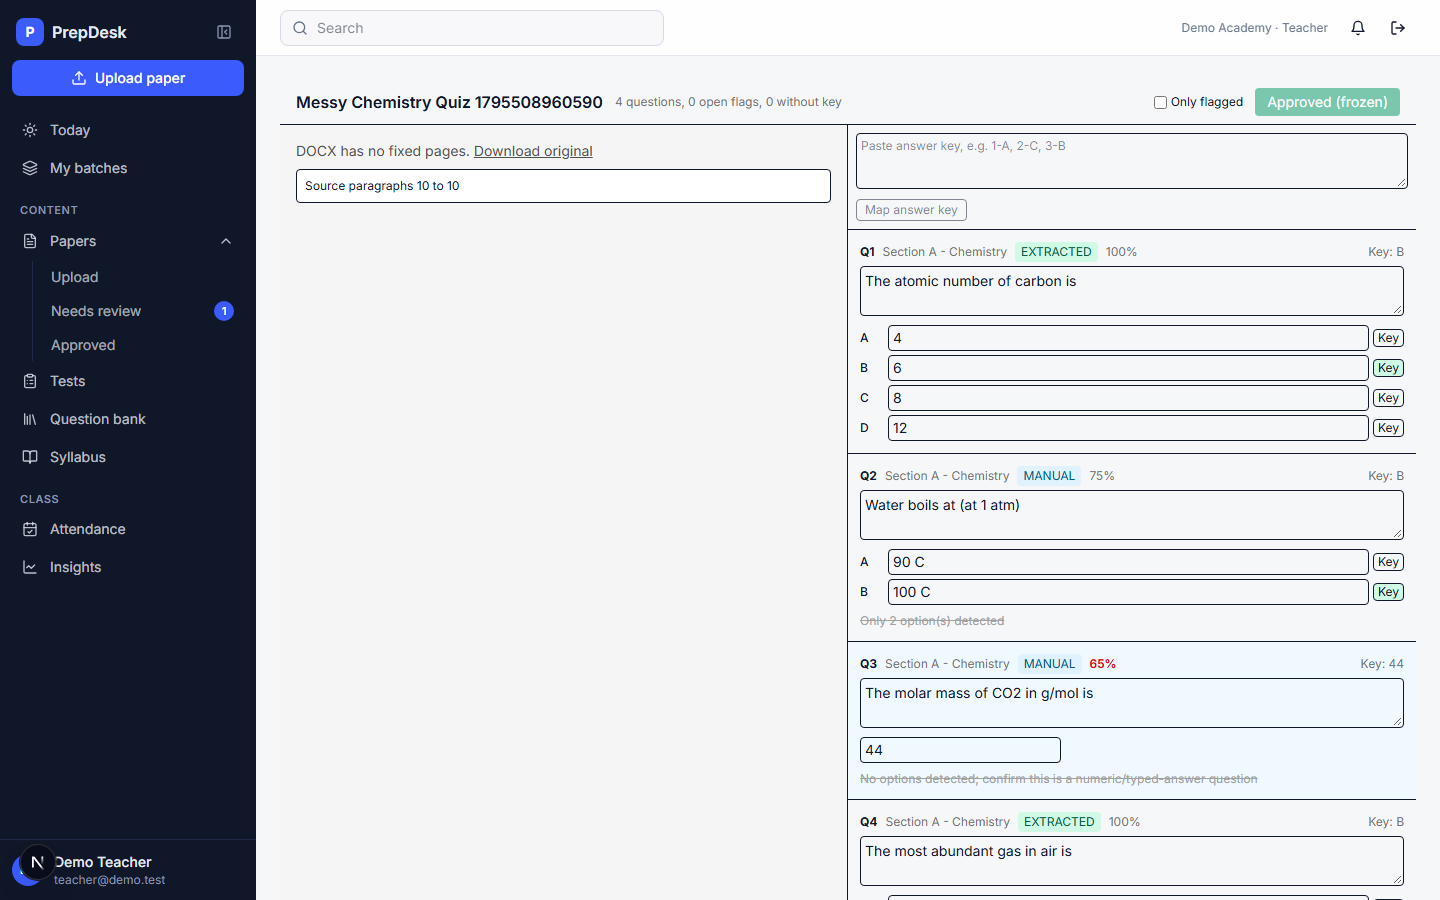 P PrepDesk
Upload paper
Today
My batches
CONTENT
Papers
Upload
Needs review 1
Approved
Tests
Question bank
Syllabus
CLASS
Attendance
Insights
N Demo Teacher
teacher@demo.test
Search
Demo Academy · Teacher
Messy Chemistry Quiz 1795508960590 4 questions, 0 open flags, 0 without key
Only flagged Approved (frozen)
DOCX has no fixed pages. Download original
Source paragraphs 10 to 10
Paste answer key, e.g. 1-A, 2-C, 3-B
Map answer key
Q1 Section A - Chemistry EXTRACTED 100% Key: B
The atomic number of carbon is
A 4 Key
B 6 Key
C 8 Key
D 12 Key
Q2 Section A - Chemistry MANUAL 75% Key: B
Water boils at (at 1 atm)
A 90 C Key
B 100 C Key
Only 2 option(s) detected
Q3 Section A - Chemistry MANUAL 65% Key: 44
The molar mass of CO2 in g/mol is
44
No options detected; confirm this is a numeric/typed-answer question
Q4 Section A - Chemistry EXTRACTED 100% Key: B
The most abundant gas in air is